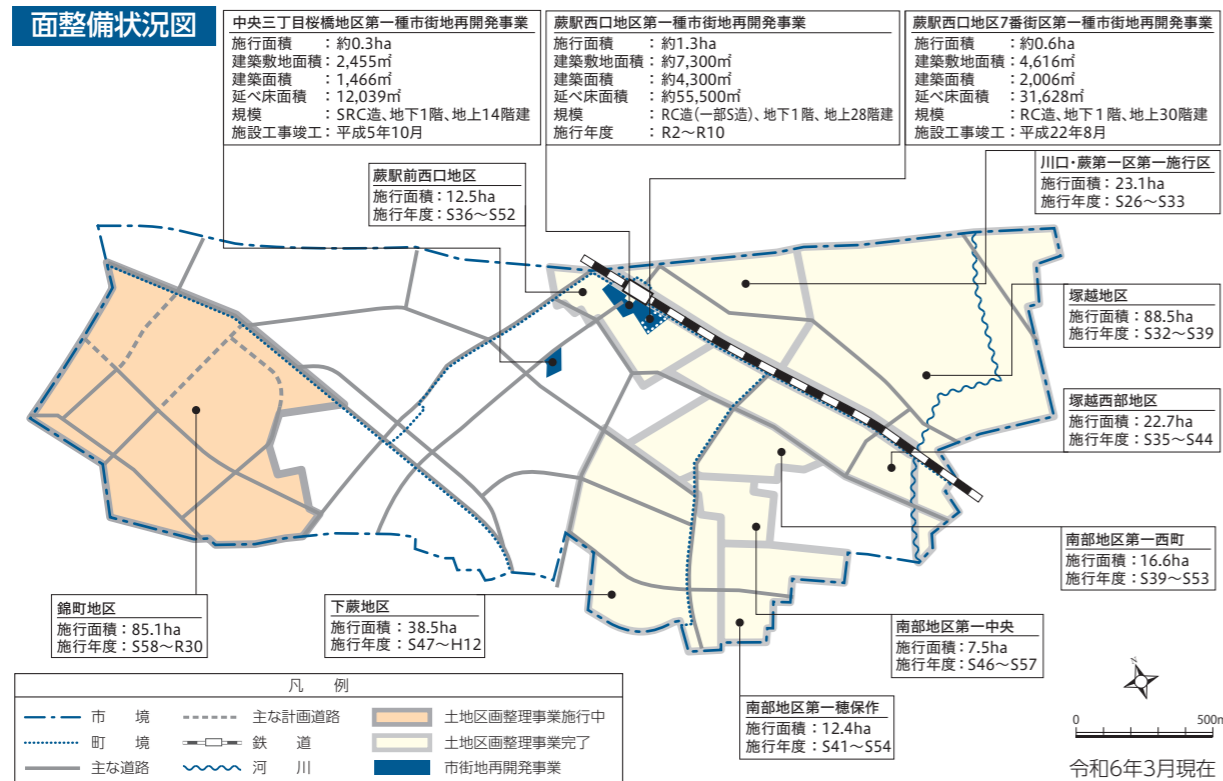 面整備状況図
中央三丁目桜橋地区第一種市街地再開発事業
施行面積：約0.3ha
建築敷地面積：2,455㎡
建築面積：1,466㎡
延べ床面積：12,039㎡
規模：SRC造、地下1階、地上14階建
施設工事竣工：平成5年10月
蕨駅西口地区第一種市街地再開発事業
施行面積：約1.3ha
建築敷地面積：約7,300㎡
建築面積：約4,300㎡
延べ床面積：約55,500㎡
規模：RC造(一部S造)、地下1階、地上28階建
施行年度：R2～R10
蕨駅西口地区7番街区第一種市街地再開発事業
施行面積：約0.6ha
建築敷地面積：4,616㎡
建築面積：2,006㎡
延べ床面積：31,628㎡
規模：RC造、地下1階、地上30階建
施設工事竣工：平成22年8月
蕨駅前西口地区
施行面積：12.5ha
施行年度：S36～S52
川口・蕨第一区第一施行区
施行面積：23.1ha
施行年度：S26～S33
塚越地区
施行面積：88.5ha
施行年度：S32～S39
塚越西部地区
施行面積：22.7ha
施行年度：S35～S44
南部地区第一西町
施行面積：16.6ha
施行年度：S39～S53
錦町地区
施行面積：85.1ha
施行年度：S58～R30
下蕨地区
施行面積：38.5ha
施行年度：S47～H12
南部地区第一中央
施行面積：7.5ha
施行年度：S46～S57
南部地区第一穂保作
施行面積：12.4ha
施行年度：S41～S54
凡　例
市　境
主な計画道路
土地区画整理事業施行中
町　境
鉄　道
土地区画整理事業完了
主な道路
河　川
市街地再開発事業
N
0 500m
令和6年3月現在